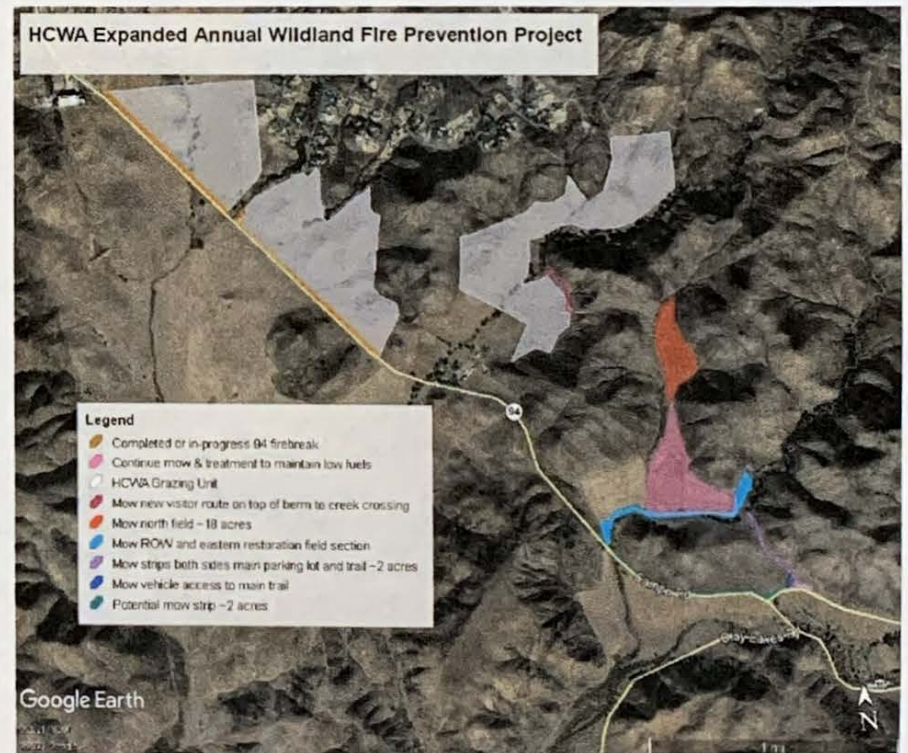 HCWA Expanded Annual Wildland Fire Prevention Project
94
Legend
Completed or in-progress 94 firebreak
Continue mow & treatment to maintain low fuels
HCWA Grazing Unit
Mow new visitor route on top of berm to creek crossing
Mow north field ~18 acres
Mow ROW and eastern restoration field section
Mow strips both sides main parking lot and trail ~2 acres
Mow vehicle access to main trail
Potential mow strip ~2 acres
Google Earth
N